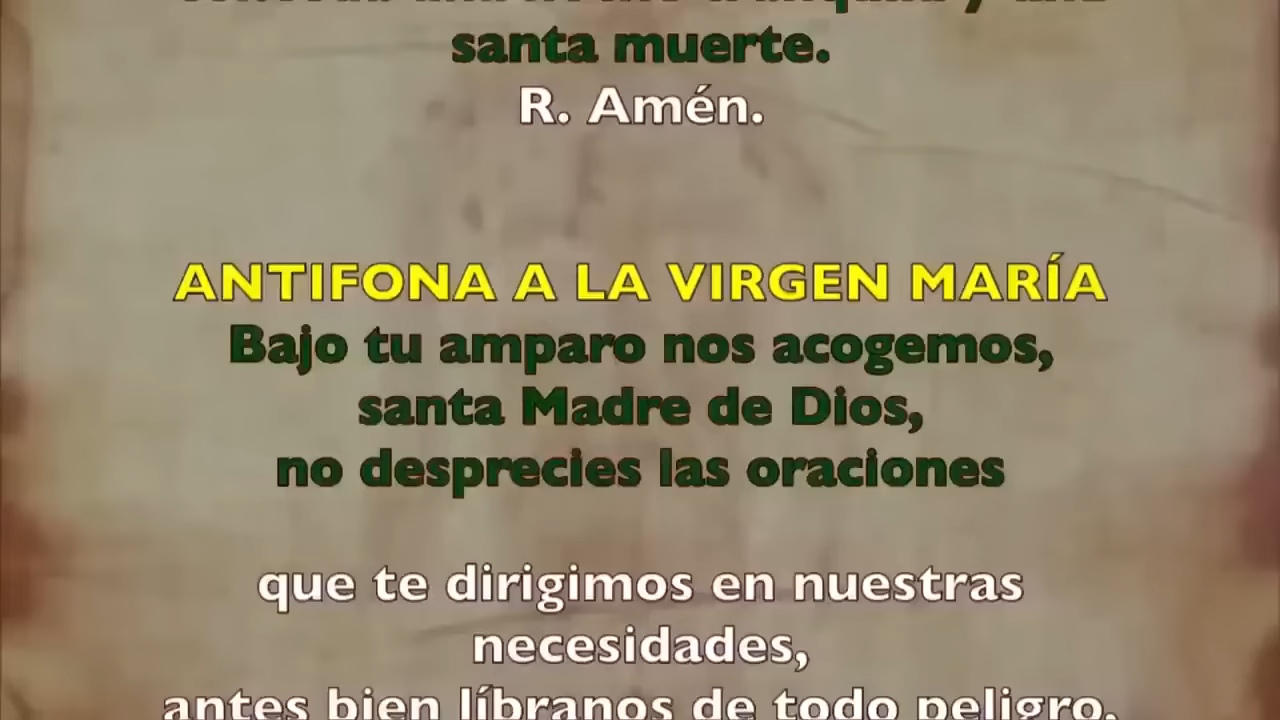 santa muerte.
R. Amén.
ANTIFONA A LA VIRGEN MARÍA
Bajo tu amparo nos acogemos,
santa Madre de Dios,
no desprecies las oraciones
que te dirigimos en nuestras
necesidades,
antes bien líbranos de todo peligro,